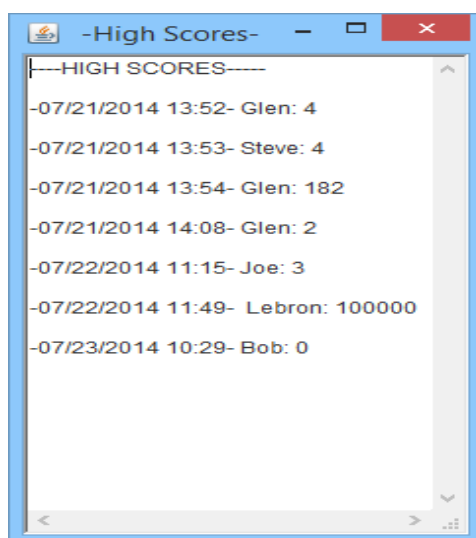 -High Scores-
----HIGH SCORES-----
-07/21/2014 13:52- Glen: 4
-07/21/2014 13:53- Steve: 4
-07/21/2014 13:54- Glen: 182
-07/21/2014 14:08- Glen: 2
-07/22/2014 11:15- Joe: 3
-07/22/2014 11:49-  Lebron: 100000
-07/23/2014 10:29- Bob: 0